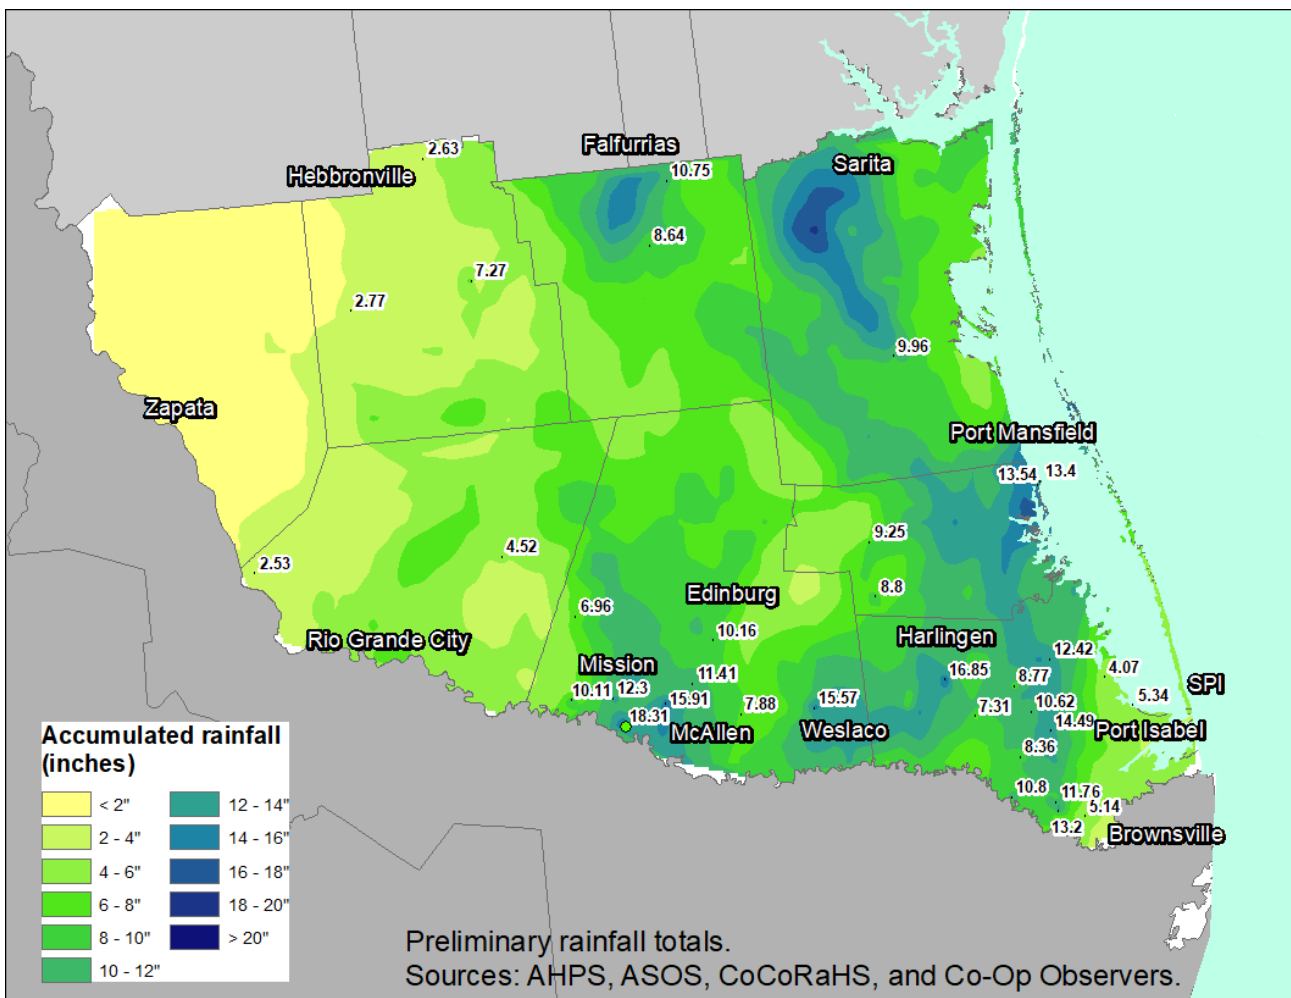 2.63
Falfurrias
Hebbronville
10.75
Sarita
8.64
7.27
2.77
9.96
Zapata
Port Mansfield
13.54
13.4
9.25
4.52
2.53
8.8
Edinburg
6.96
10.16
Rio Grande City
Harlingen
Mission
12.42
11.41
16.85
8.77
4.07
SPI
10.11
12.3
15.91
7.88
15.57
7.31
10.62
5.34
18.31
McAllen
Weslaco
14.49
Port Isabel
8.36
10.8
11.76
5.14
13.2
Brownsville
Accumulated rainfall
(inches)
< 2"
2 - 4"
4 - 6"
6 - 8"
8 - 10"
10 - 12"
12 - 14"
14 - 16"
16 - 18"
18 - 20"
> 20"
Preliminary rainfall totals.
Sources: AHPS, ASOS, CoCoRaHS, and Co-Op Observers.